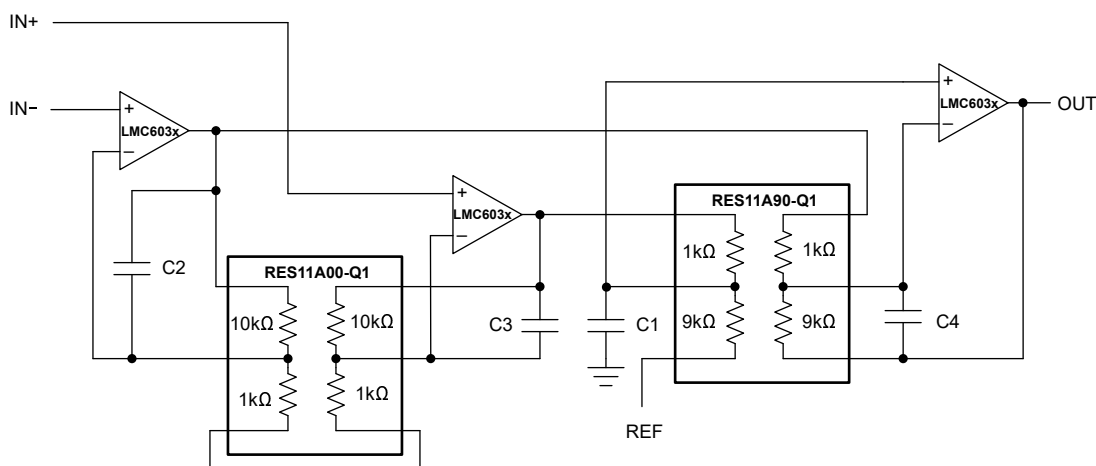 IN+
IN−
LMC603x
+
−
C2
RES11A00-Q1
10kΩ
10kΩ
1kΩ
1kΩ
LMC603x
+
−
C3
C1
RES11A90-Q1
1kΩ
1kΩ
9kΩ
9kΩ
REF
C4
LMC603x
+
−
OUT